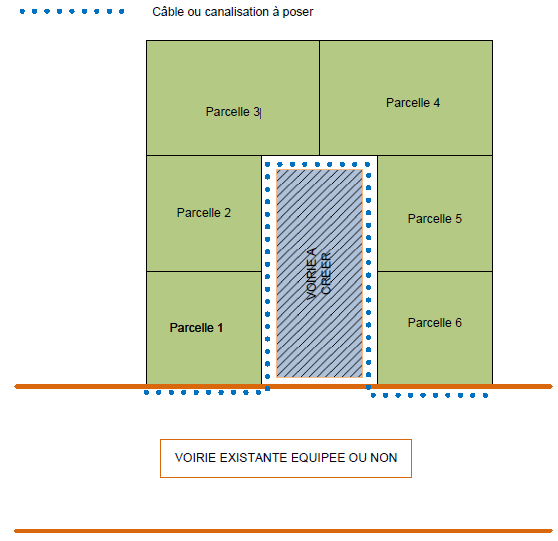 Câble ou canalisation à poser
Parcelle 3
Parcelle 4
Parcelle 2
Parcelle 5
VOIRIE A
CREER
Parcelle 1
Parcelle 6
VOIRIE EXISTANTE EQUIPEE OU NON